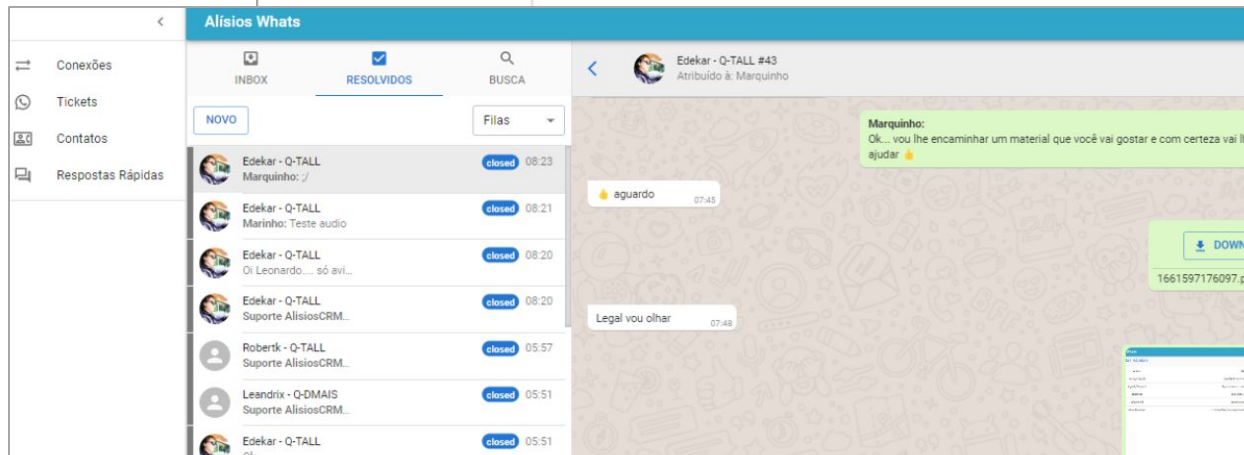 Alísios Whats
Conexões
Tickets
Contatos
Respostas Rápidas
INBOX
RESOLVIDOS
BUSCA
NOVO
Filas
Edekar - Q-TALL
closed 08:23
Marquinho: ;/
Edekar - Q-TALL
closed 08:21
Marinho: Teste audio
Edekar - Q-TALL
closed 08:20
Oi Leonardo.... só avi...
Edekar - Q-TALL
closed 08:20
Suporte AlisiosCRM...
Robertk - Q-TALL
closed 05:57
Suporte AlisiosCRM...
Leandrix - Q-DMAIS
closed 05:51
Suporte AlisiosCRM...
Edekar - Q-TALL
closed 05:51
Edekar - Q-TALL #43
Atribuído à: Marquinho
Marquinho:
Ok... vou lhe encaminhar um material que você vai gostar e com certeza vai
ajudar 👍
👍 aguardo
07:45
DOWN
1661597176097.p
Legal vou olhar
07:48